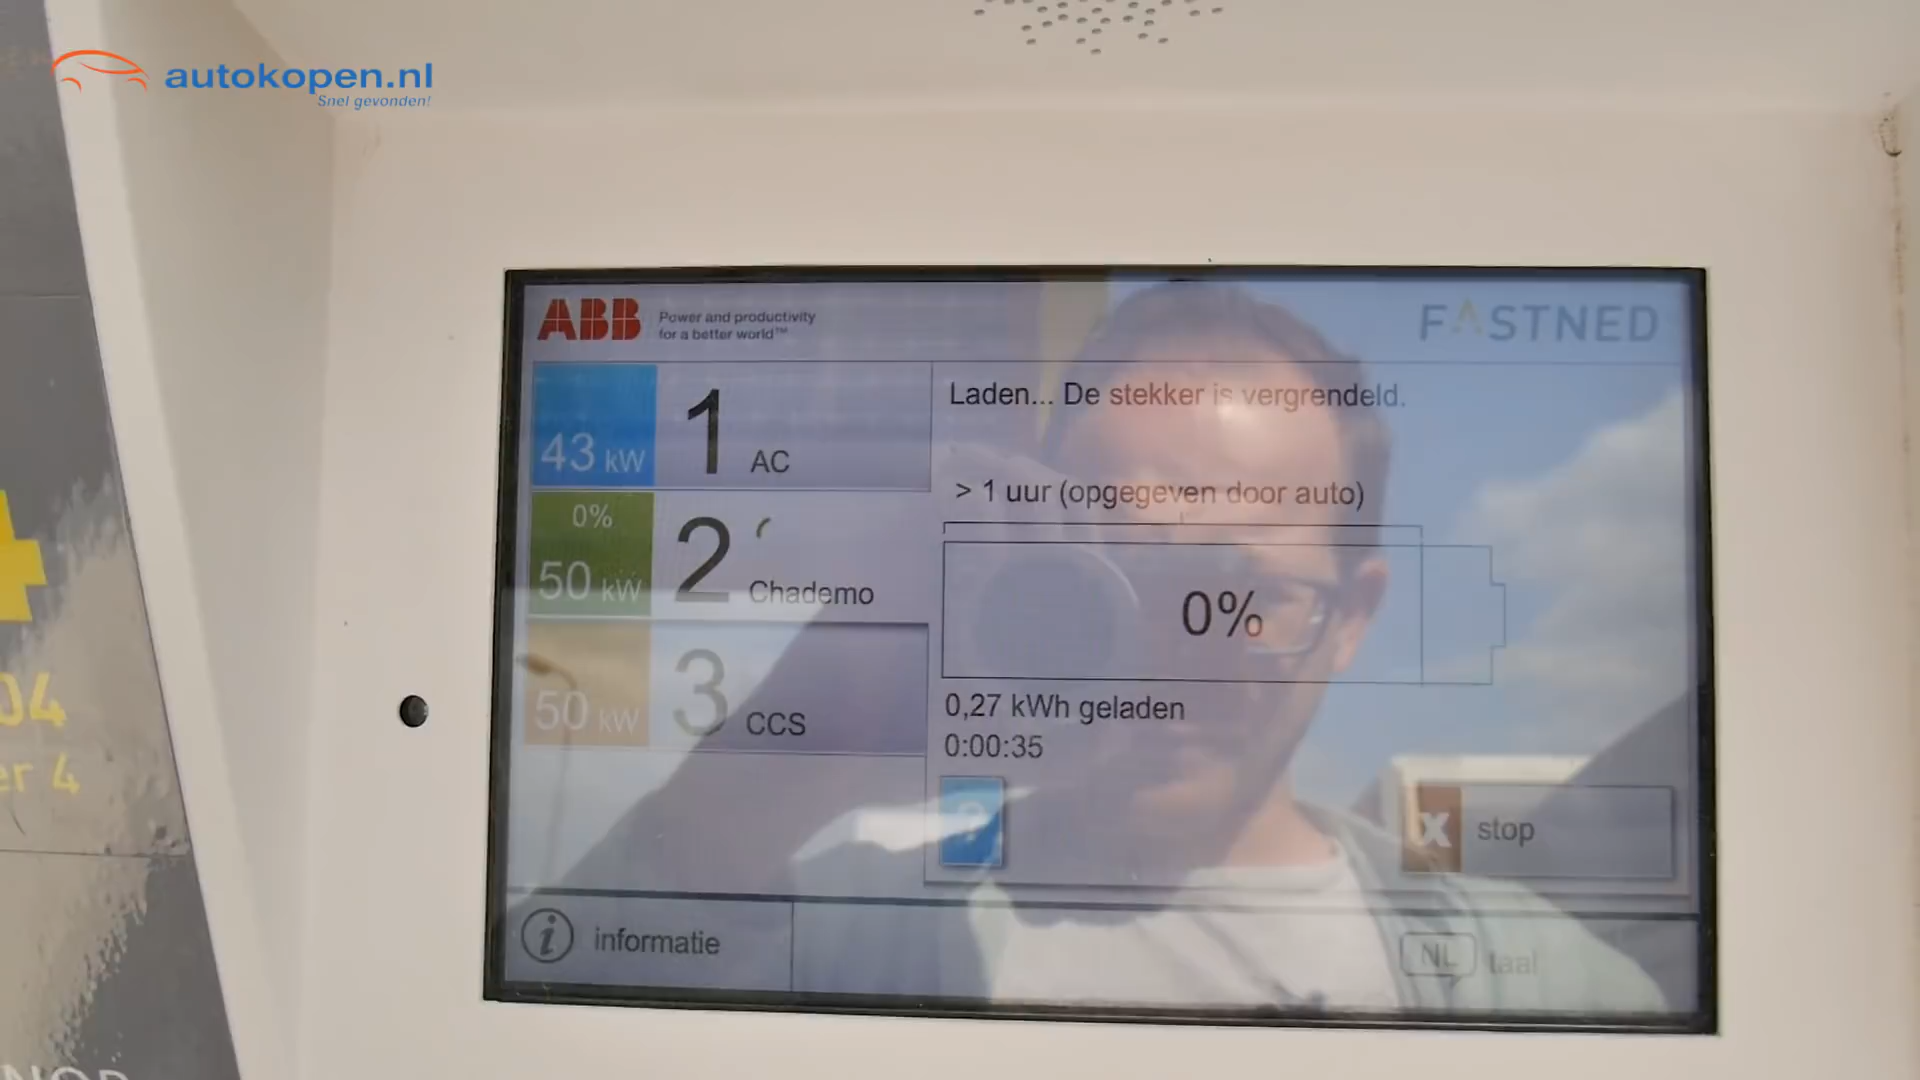 autokopen.nl
Snel gevonden!
ABB
Power and productivity
for a better world™
FASTNED
43 kW
1
AC
0%
50 kW
2
Chademo
50 kW
3
CCS
Laden... De stekker is vergrendeld.
> 1 uur (opgegeven door auto)
0%
0,27 kWh geladen
0:00:35
?
x stop
i informatie
NL taal
04
4